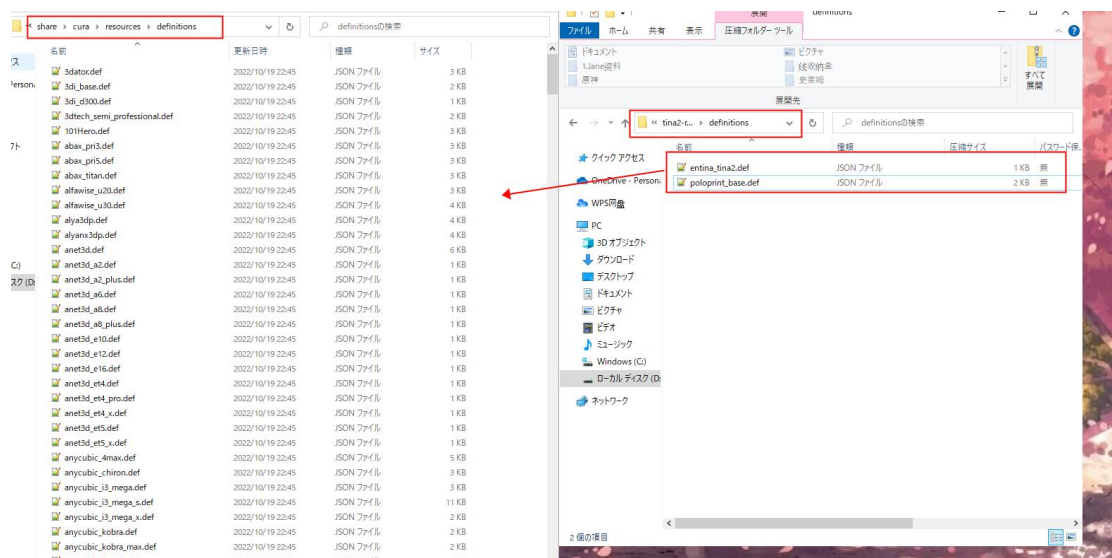 « share › cura › resources › definitions
definitionsの検索
名前
更新日時
種類
サイズ
3dator.def 2022/10/19 22:45 JSON ファイル 3 KB
3di_base.def 2022/10/19 22:45 JSON ファイル 2 KB
3di_d300.def 2022/10/19 22:45 JSON ファイル 1 KB
3dtech_semi_professional.def 2022/10/19 22:45 JSON ファイル 2 KB
101Hero.def 2022/10/19 22:45 JSON ファイル 3 KB
abax_pri3.def 2022/10/19 22:45 JSON ファイル 3 KB
abax_pri5.def 2022/10/19 22:45 JSON ファイル 3 KB
abax_titan.def 2022/10/19 22:45 JSON ファイル 3 KB
alfawise_u20.def 2022/10/19 22:45 JSON ファイル 3 KB
alfawise_u30.def 2022/10/19 22:45 JSON ファイル 4 KB
alya3dp.def 2022/10/19 22:45 JSON ファイル 4 KB
alyanx3dp.def 2022/10/19 22:45 JSON ファイル 4 KB
anet3d.def 2022/10/19 22:45 JSON ファイル 6 KB
anet3d_a2.def 2022/10/19 22:45 JSON ファイル 1 KB
anet3d_a2_plus.def 2022/10/19 22:45 JSON ファイル 1 KB
anet3d_a6.def 2022/10/19 22:45 JSON ファイル 1 KB
anet3d_a8.def 2022/10/19 22:45 JSON ファイル 1 KB
anet3d_a8_plus.def 2022/10/19 22:45 JSON ファイル 1 KB
anet3d_e10.def 2022/10/19 22:45 JSON ファイル 1 KB
anet3d_e12.def 2022/10/19 22:45 JSON ファイル 1 KB
anet3d_e16.def 2022/10/19 22:45 JSON ファイル 1 KB
anet3d_et4.def 2022/10/19 22:45 JSON ファイル 1 KB
anet3d_et4_pro.def 2022/10/19 22:45 JSON ファイル 1 KB
anet3d_et4_x.def 2022/10/19 22:45 JSON ファイル 1 KB
anet3d_et5.def 2022/10/19 22:45 JSON ファイル 1 KB
anet3d_et5_x.def 2022/10/19 22:45 JSON ファイル 1 KB
anycubic_4max.def 2022/10/19 22:45 JSON ファイル 5 KB
anycubic_chiron.def 2022/10/19 22:45 JSON ファイル 3 KB
anycubic_i3_mega.def 2022/10/19 22:45 JSON ファイル 3 KB
anycubic_i3_mega_s.def 2022/10/19 22:45 JSON ファイル 11 KB
anycubic_i3_mega_x.def 2022/10/19 22:45 JSON ファイル 2 KB
anycubic_kobra.def 2022/10/19 22:45 JSON ファイル 2 KB
anycubic_kobra_max.def 2022/10/19 22:45 JSON ファイル 2 KB
展開
definitions
ファイル ホーム 共有 表示 圧縮フォルダー ツール
ドキュメント
ピクチャ
1.Jane资料
线收纳盒
原神
すべて
展開
展開先
« tina2-r... › definitions
definitionsの検索
名前 種類 圧縮サイズ パスワード保...
entina_tina2.def JSON ファイル 1 KB 無
poloprint_base.def JSON ファイル 2 KB 無
クイック アクセス
OneDrive - Person
WPS网盘
PC
3D オブジェクト
ダウンロード
デスクトップ
ドキュメント
ピクチャ
ビデオ
ミュージック
Windows (C:)
ローカル ディスク (D:
ネットワーク
2 個の項目